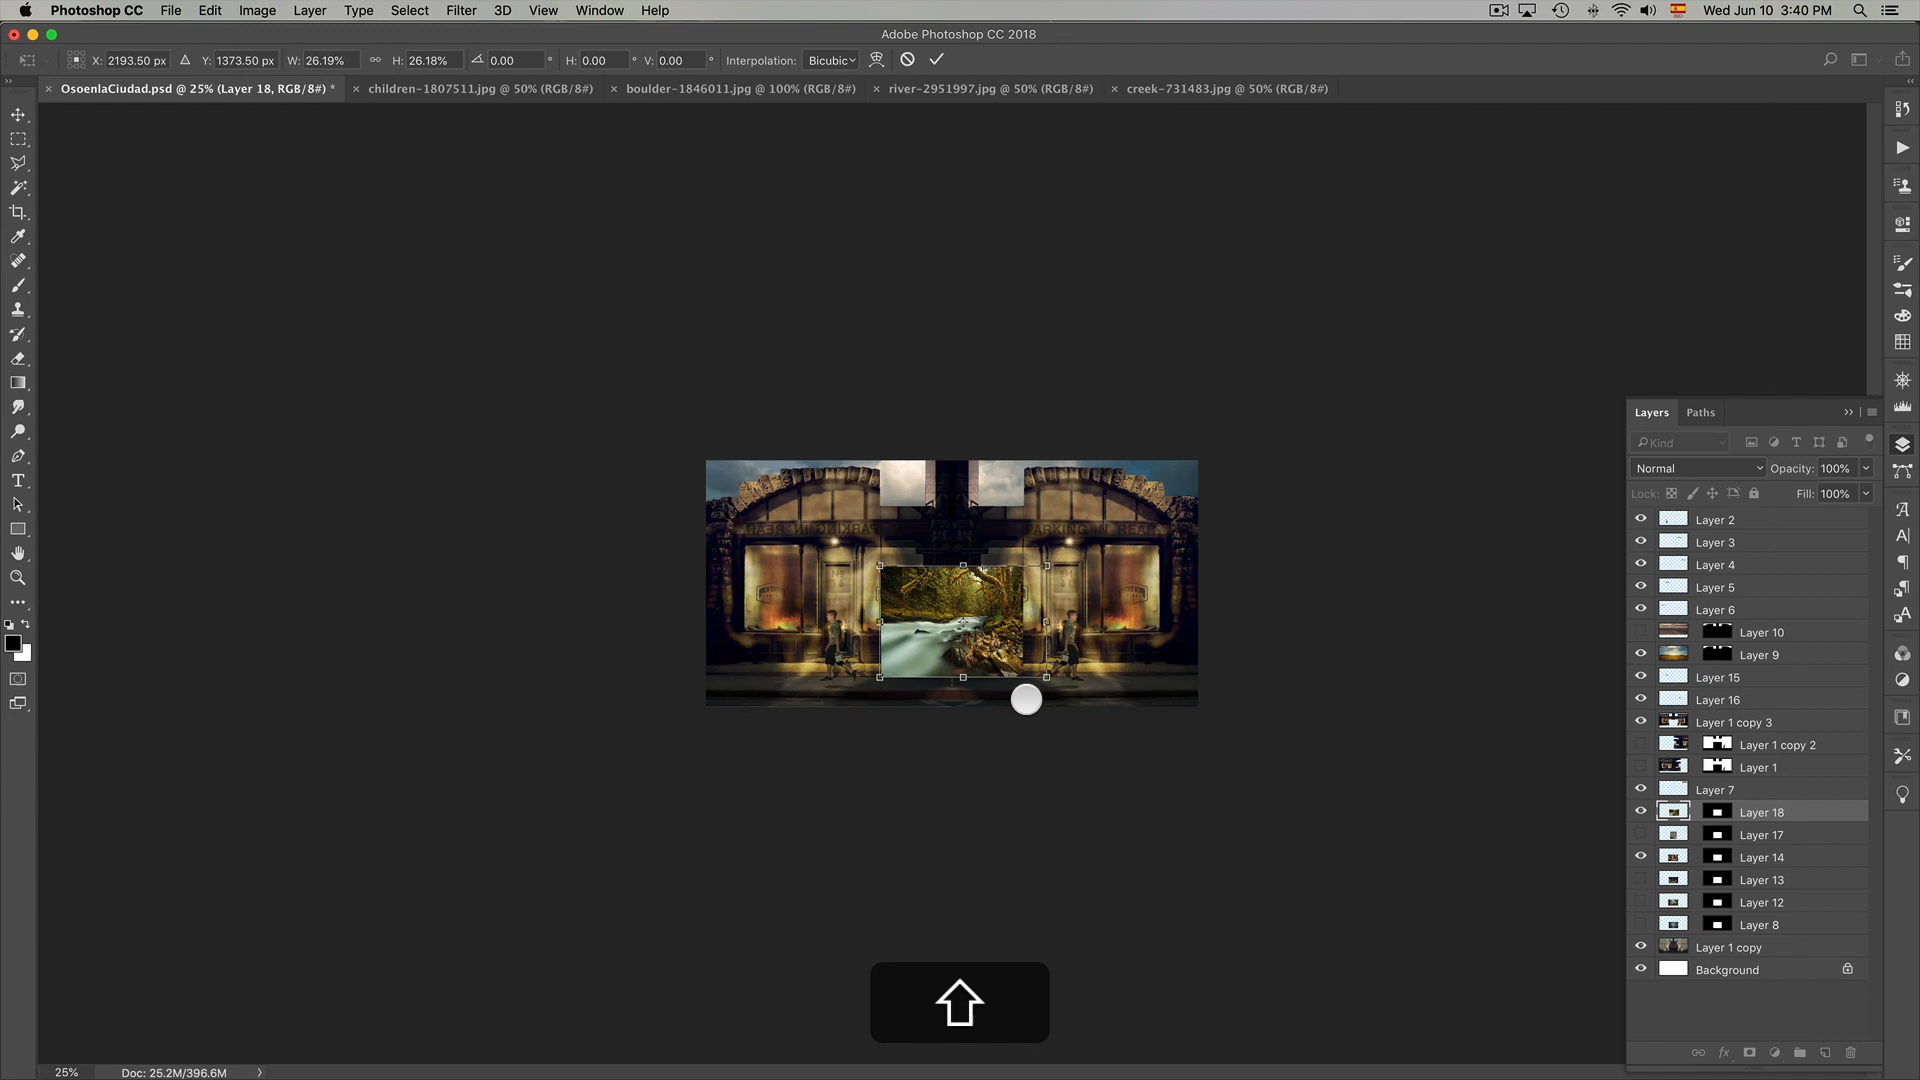 Photoshop CC File Edit Image Layer Type Select Filter 3D View Window Help Wed Jun 10 3:40 PM
Adobe Photoshop CC 2018
X: 2193.50 px Y: 1373.50 px W: 26.19% H: 26.18% 0.00 ° H: 0.00 ° V: 0.00 ° Interpolation: Bicubic
× OsoenlaCiudad.psd @ 25% (Layer 18, RGB/8#) * × children-1807511.jpg @ 50% (RGB/8#) × boulder-1846011.jpg @ 100% (RGB/8#) × river-2951997.jpg @ 50% (RGB/8#) × creek-731483.jpg @ 50% (RGB/8#)
Layers Paths
Kind
Normal Opacity: 100%
Lock: Fill: 100%
Layer 2
Layer 3
Layer 4
Layer 5
Layer 6
Layer 10
Layer 9
Layer 15
Layer 16
Layer 1 copy 3
Layer 1 copy 2
Layer 1
Layer 7
Layer 18
Layer 17
Layer 14
Layer 13
Layer 12
Layer 8
Layer 1 copy
Background
25% Doc: 25.2M/396.6M